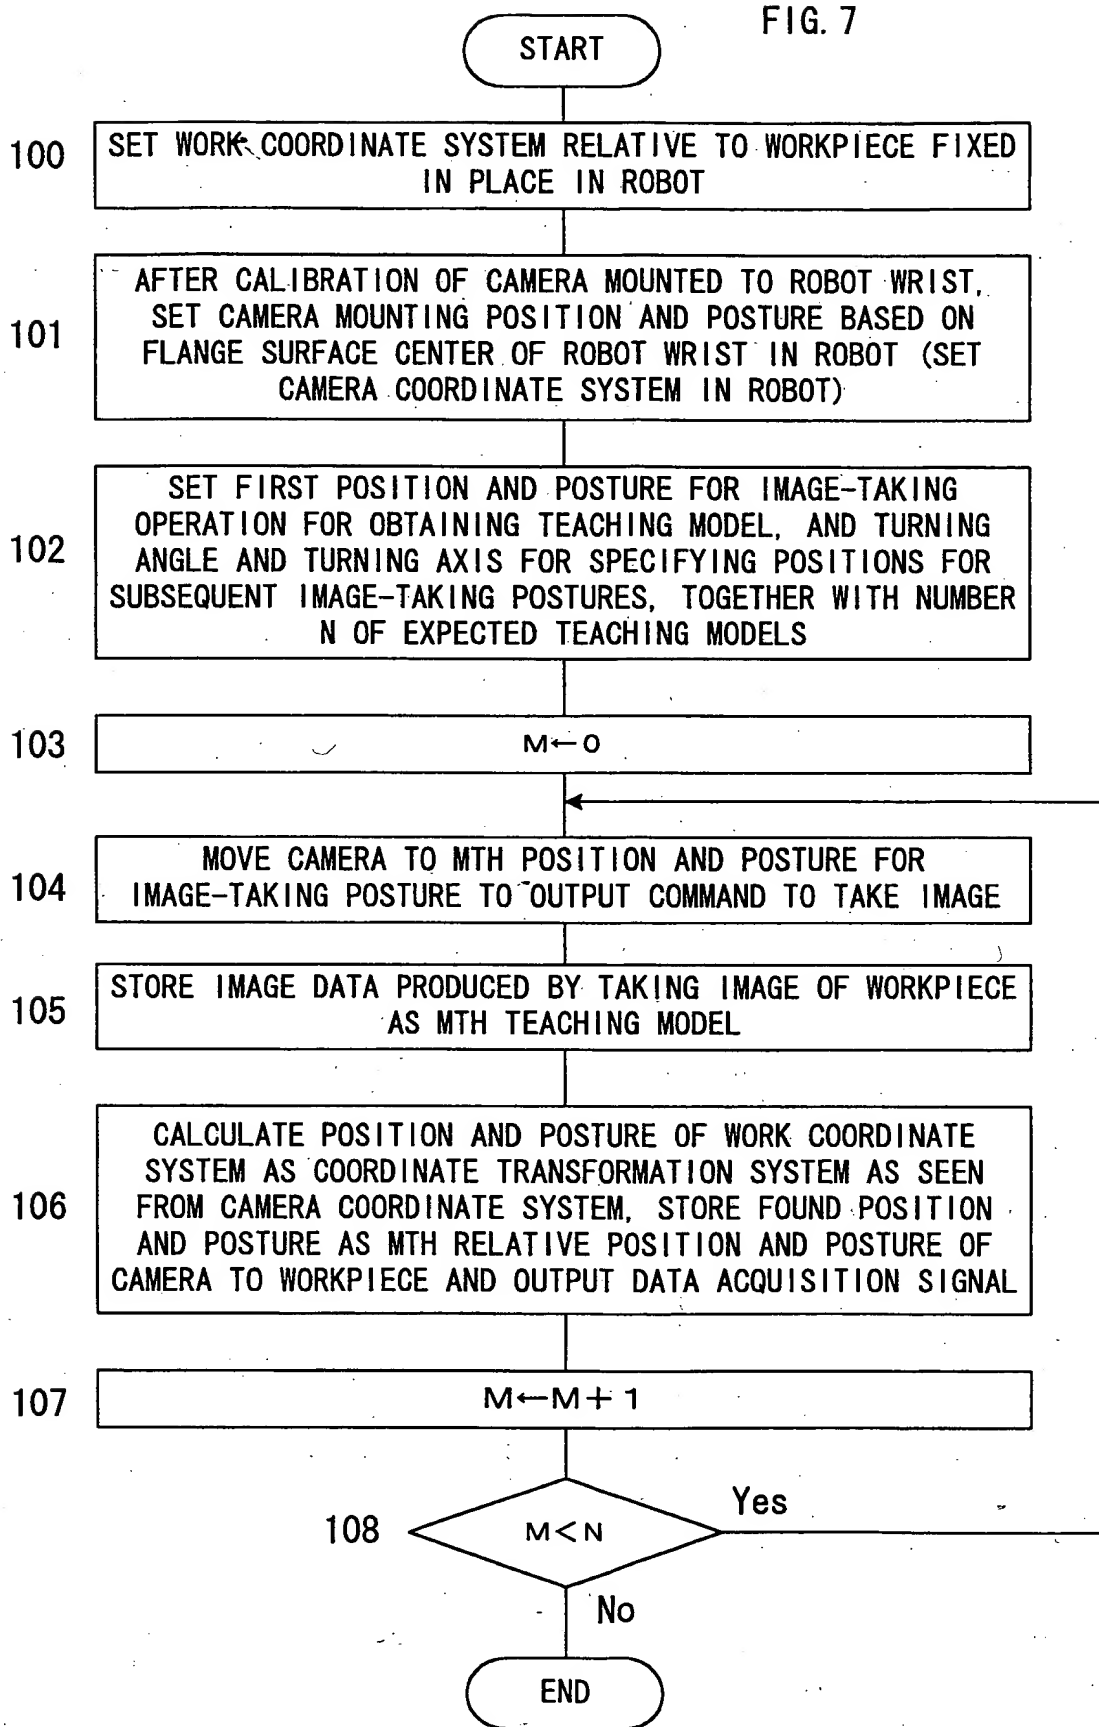 FIG. 7
START
100
SET WORK COORDINATE SYSTEM RELATIVE TO WORKPIECE FIXED
IN PLACE IN ROBOT
101
AFTER CALIBRATION OF CAMERA MOUNTED TO ROBOT WRIST,
SET CAMERA MOUNTING POSITION AND POSTURE BASED ON
FLANGE SURFACE CENTER OF ROBOT WRIST IN ROBOT (SET
CAMERA COORDINATE SYSTEM IN ROBOT)
102
SET FIRST POSITION AND POSTURE FOR IMAGE-TAKING
OPERATION FOR OBTAINING TEACHING MODEL, AND TURNING
ANGLE AND TURNING AXIS FOR SPECIFYING POSITIONS FOR
SUBSEQUENT IMAGE-TAKING POSTURES, TOGETHER WITH NUMBER
N OF EXPECTED TEACHING MODELS
103
M←0
104
MOVE CAMERA TO MTH POSITION AND POSTURE FOR
IMAGE-TAKING POSTURE TO OUTPUT COMMAND TO TAKE IMAGE
105
STORE IMAGE DATA PRODUCED BY TAKING IMAGE OF WORKPIECE
AS MTH TEACHING MODEL
106
CALCULATE POSITION AND POSTURE OF WORK COORDINATE
SYSTEM AS COORDINATE TRANSFORMATION SYSTEM AS SEEN
FROM CAMERA COORDINATE SYSTEM, STORE FOUND POSITION
AND POSTURE AS MTH RELATIVE POSITION AND POSTURE OF
CAMERA TO WORKPIECE AND OUTPUT DATA ACQUISITION SIGNAL
107
M←M+1
108
M<N
Yes
No
END